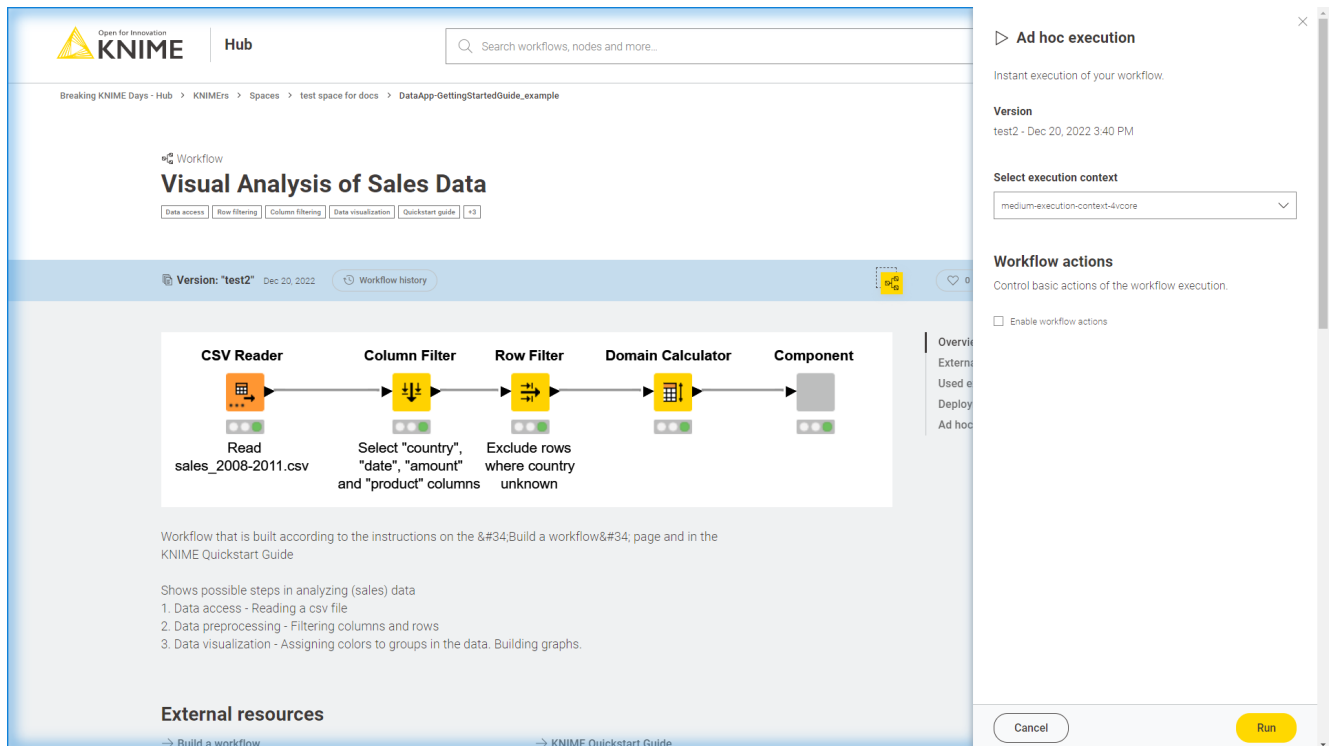 Open for Innovation
KNIME
Hub
Search workflows, nodes and more...
Breaking KNIME Days - Hub > KNIMErs > Spaces > test space for docs > DataApp-GettingStartedGuide_example
Workflow
Visual Analysis of Sales Data
Data access Row filtering Column filtering Data visualization Quickstart guide +3
Version: "test2" Dec 20, 2022 Workflow history 0
CSV Reader Column Filter Row Filter Domain Calculator Component
Read
sales_2008-2011.csv
Select "country",
"date", "amount"
and "product" columns
Exclude rows
where country
unknown
Workflow that is built according to the instructions on the &#34;Build a workflow&#34; page and in the
KNIME Quickstart Guide
Shows possible steps in analyzing (sales) data
1. Data access - Reading a csv file
2. Data preprocessing - Filtering columns and rows
3. Data visualization - Assigning colors to groups in the data. Building graphs.
External resources
→ Build a workflow
→ KNIME Quickstart Guide
Overvie
Externa
Used e
Deploy
Ad hoc
Ad hoc execution
Instant execution of your workflow.
Version
test2 - Dec 20, 2022 3:40 PM
Select execution context
medium-execution-context-4vcore
Workflow actions
Control basic actions of the workflow execution.
Enable workflow actions
Cancel
Run